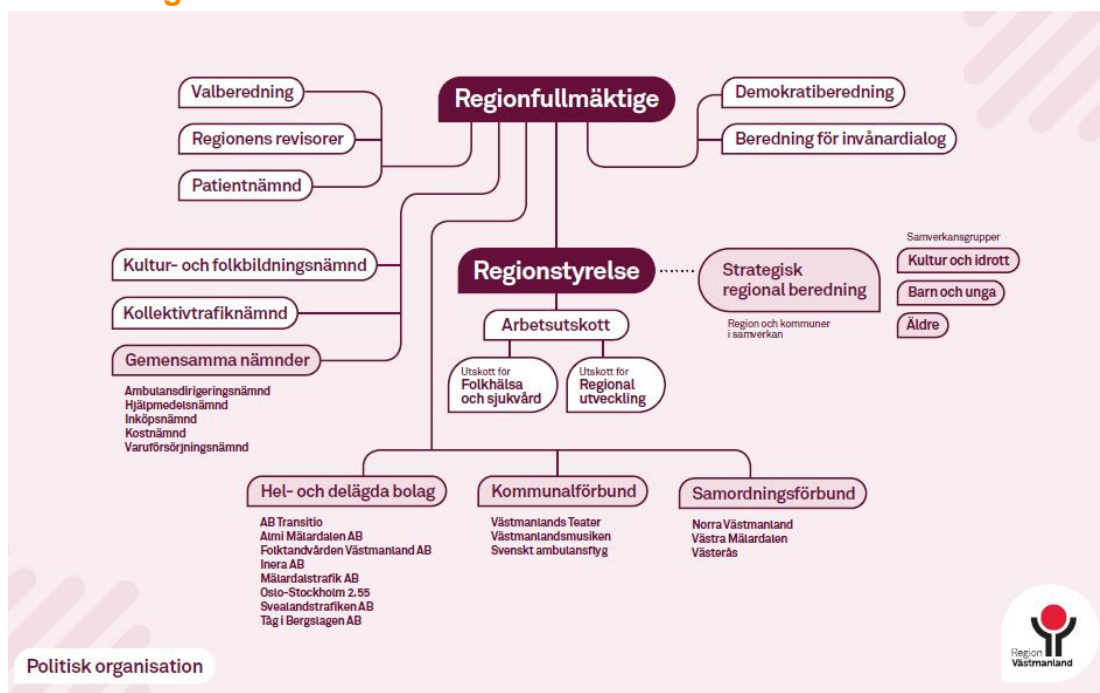 Valberedning
Regionens revisorer
Patientnämnd
Regionfullmäktige
Demokratiberedning
Beredning för invånardialog
Kultur- och folkbildningsnämnd
Kollektivtrafiknämnd
Gemensamma nämnder
Ambulansdirigeringsnämnd
Hjälpmedelsnämnd
Inköpsnämnd
Kostnämnd
Varuförsörjningsnämnd
Regionstyrelse
Arbetsutskott
Utskott för
Folkhälsa
och sjukvård
Utskott för
Regional
utveckling
Strategisk
regional beredning
Region och kommuner
i samverkan
Samverkansgrupper
Kultur och idrott
Barn och unga
Äldre
Hel- och delägda bolag
AB Transitio
Almi Mälardalen AB
Folktandvården Västmanland AB
Inera AB
Mälardalstrafik AB
Oslo-Stockholm 2.55
Svealandstrafiken AB
Tåg i Bergslagen AB
Kommunalförbund
Västmanlands Teater
Västmanlandsmusiken
Svenskt ambulansflyg
Samordningsförbund
Norra Västmanland
Västra Mälardalen
Västerås
Politisk organisation
Region
Västmanland